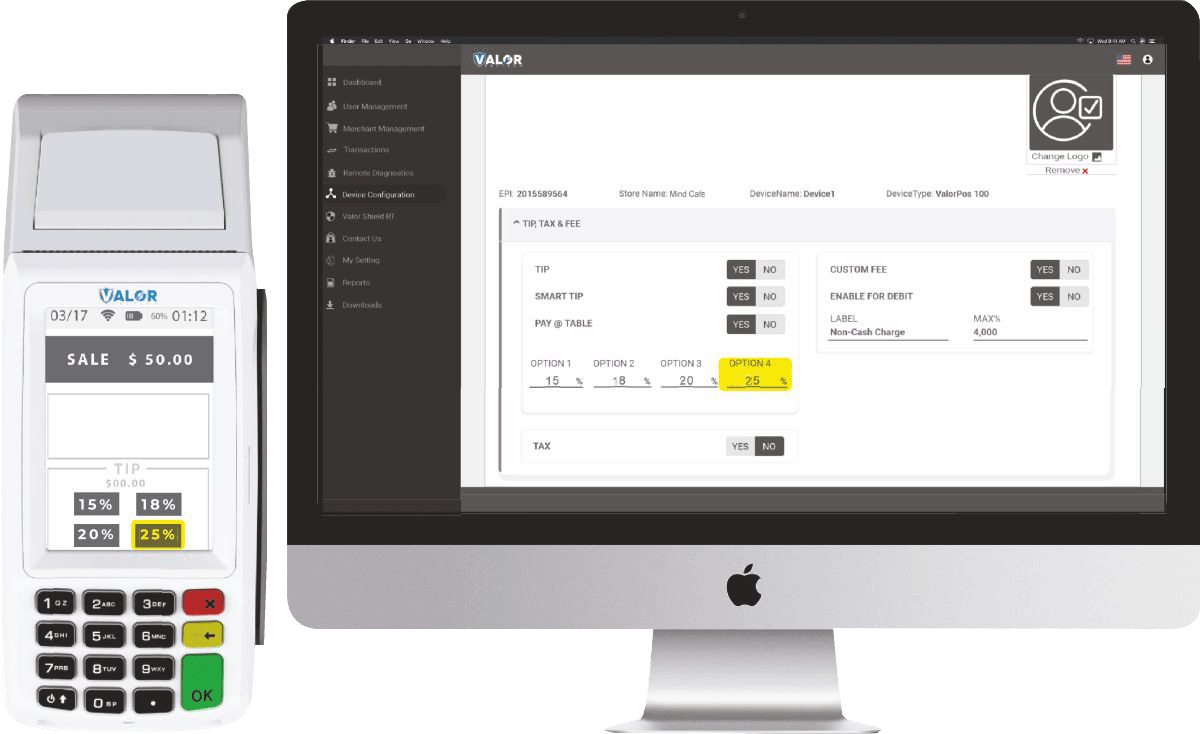 VALOR
03/17 60% 01:12
SALE $ 50.00
TIP
$00.00
15% 18%
20% 25%
1 QZ 2 ABC 3 DEF X
4 GHI 5 JKL 6 MNO
7 PRS 8 TUV 9 WXY
0 SP . OK
Finder File Edit View Go Window Help
Wed 9:41 AM
VALOR
Dashboard
User Management
Merchant Management
Transactions
Remote Diagnostics
Device Configuration
Valor Shield RT
Contact Us
My Setting
Reports
Downloads
Change Logo
Remove
EPI: 2015589564 Store Name: Mind Cafe DeviceName: Device1 DeviceType: ValorPos 100
TIP, TAX & FEE
TIP YES NO
SMART TIP YES NO
PAY @ TABLE YES NO
OPTION 1 OPTION 2 OPTION 3 OPTION 4
15 % 18 % 20 % 25 %
TAX YES NO
CUSTOM FEE YES NO
ENABLE FOR DEBIT YES NO
LABEL MAX%
Non-Cash Charge 4,000